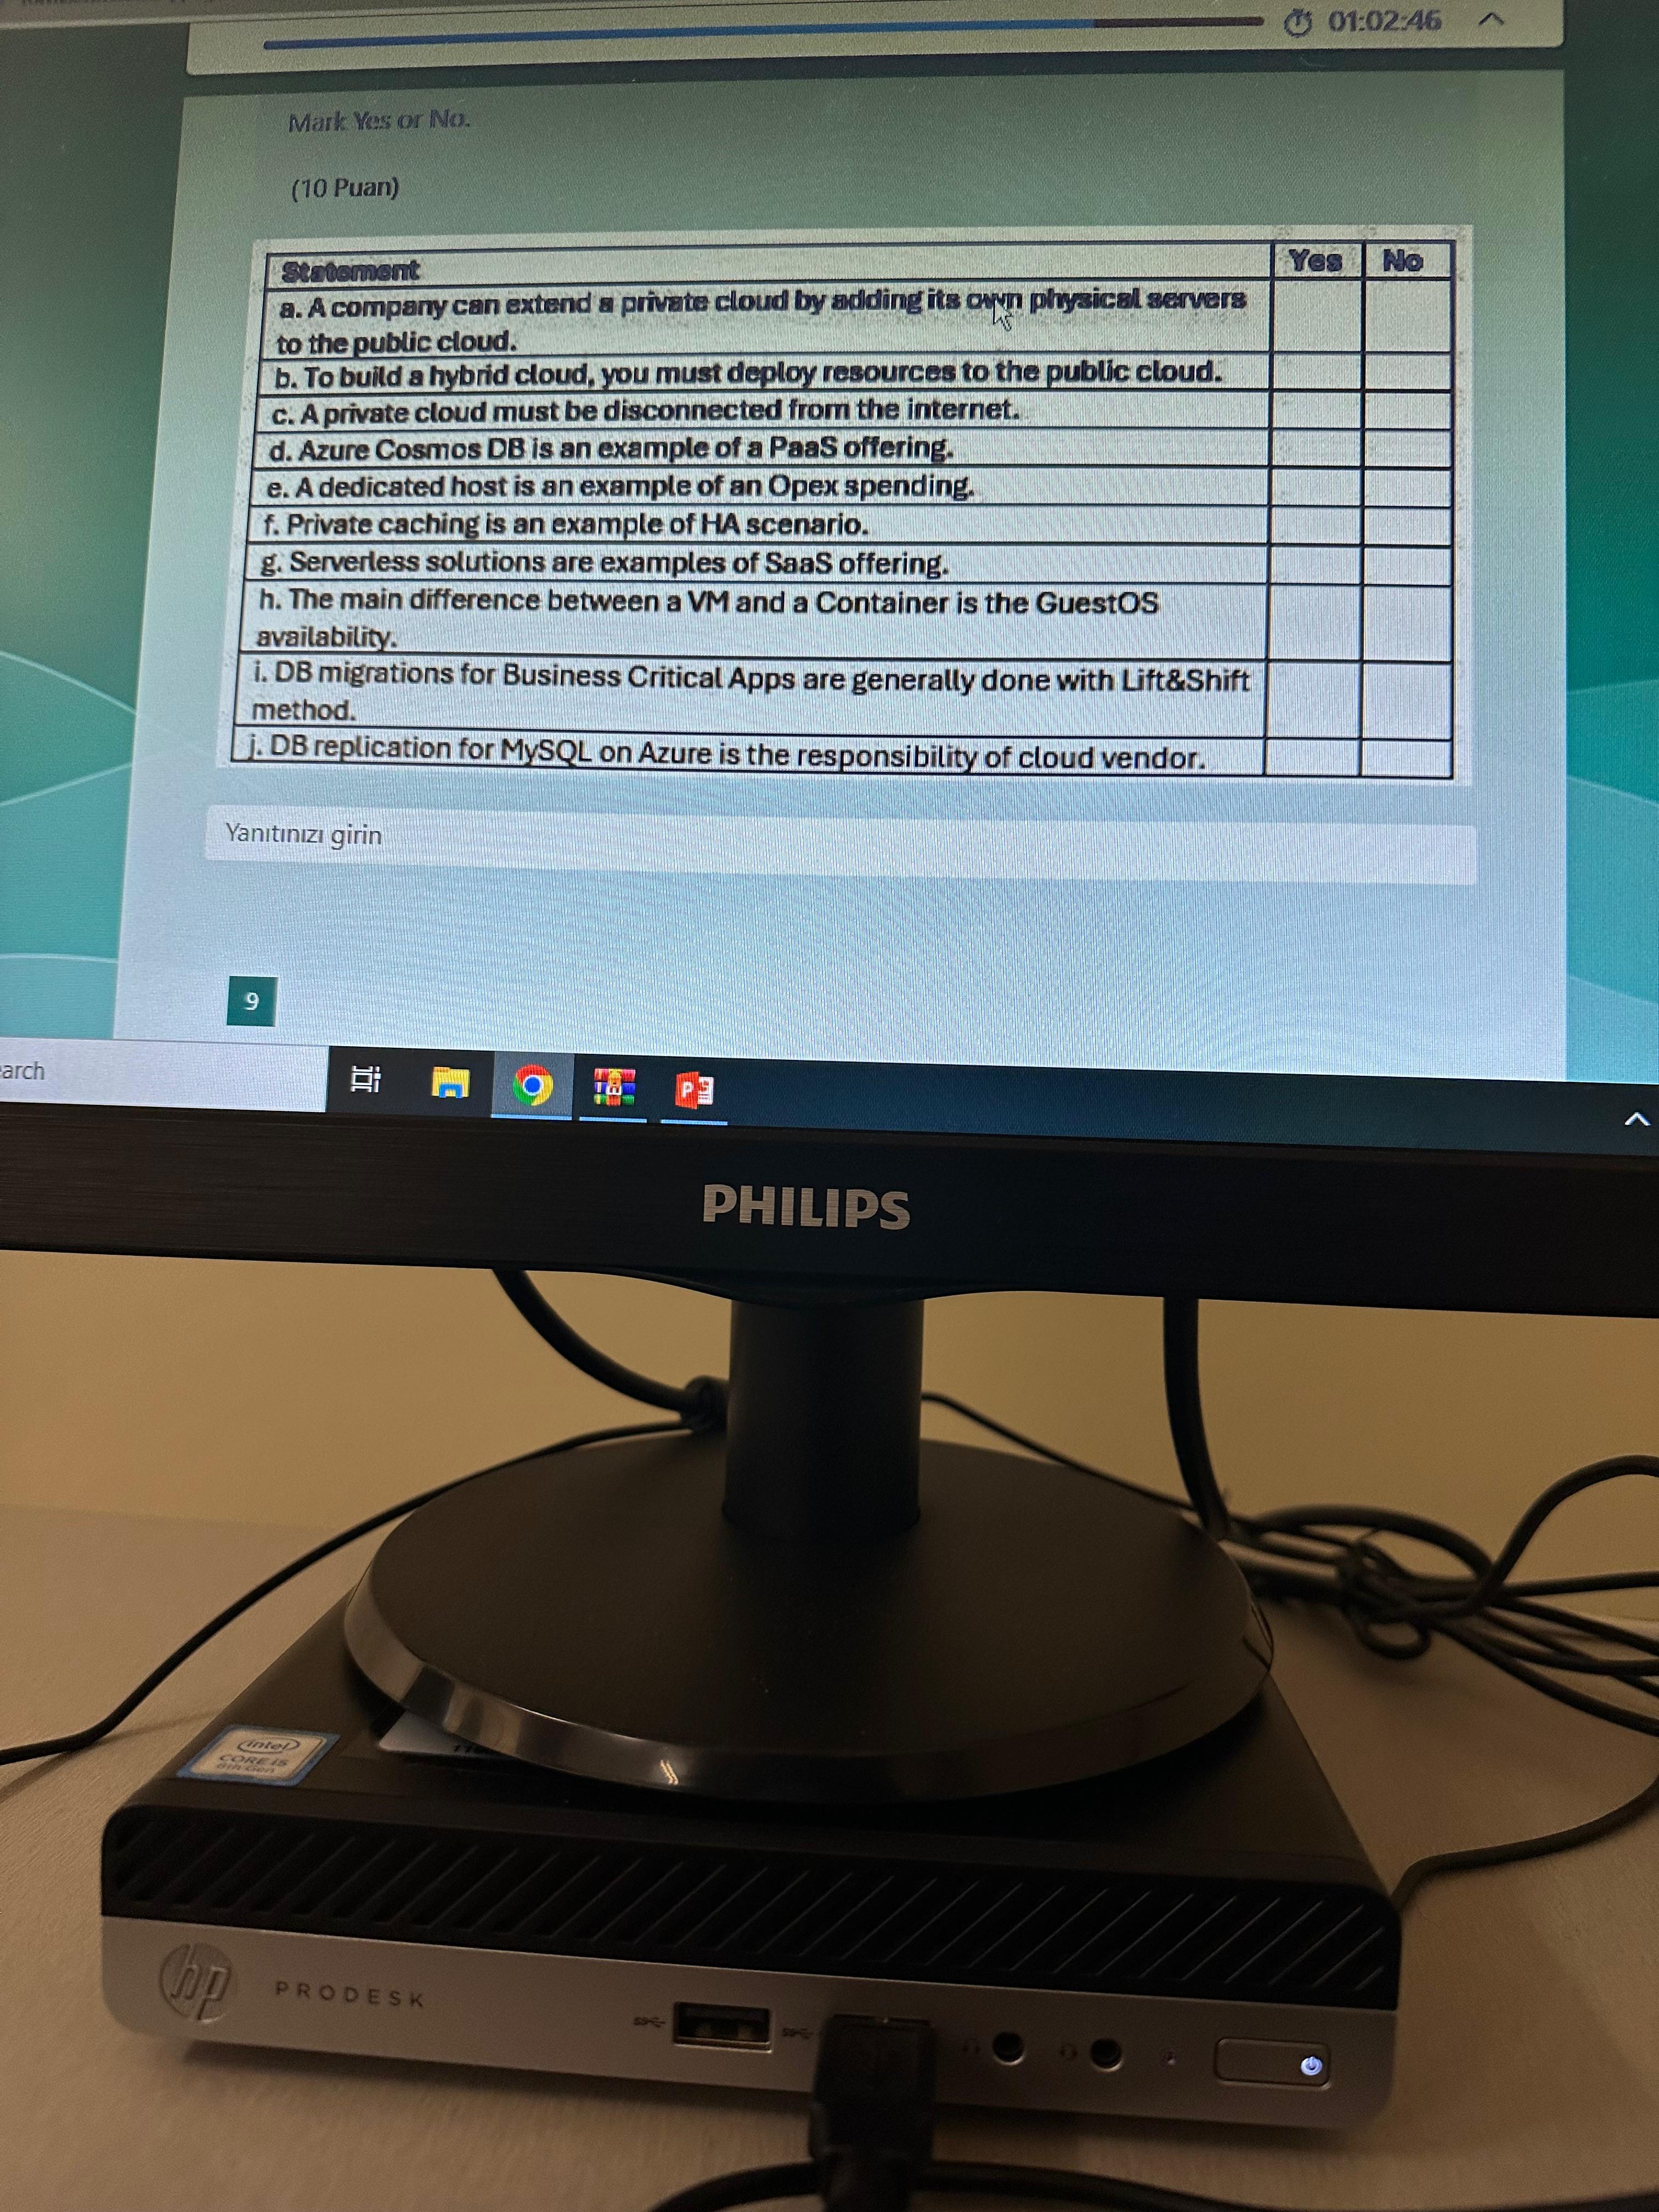 01:02:46
Mark Yes or No.
(10 Puan)
Statement Yes No
a. A company can extend a private cloud by adding its own physical servers
to the public cloud.
b. To build a hybrid cloud, you must deploy resources to the public cloud.
c. A private cloud must be disconnected from the internet.
d. Azure Cosmos DB is an example of a PaaS offering.
e. A dedicated host is an example of an Opex spending.
f. Private caching is an example of HA scenario.
g. Serverless solutions are examples of SaaS offering.
h. The main difference between a VM and a Container is the GuestOS
availability.
i. DB migrations for Business Critical Apps are generally done with Lift&Shift
method.
j. DB replication for MySQL on Azure is the responsibility of cloud vendor.
Yanıtınızı girin
9
earch
PHILIPS
intel
CORE i5
8th Gen
hp PRODESK